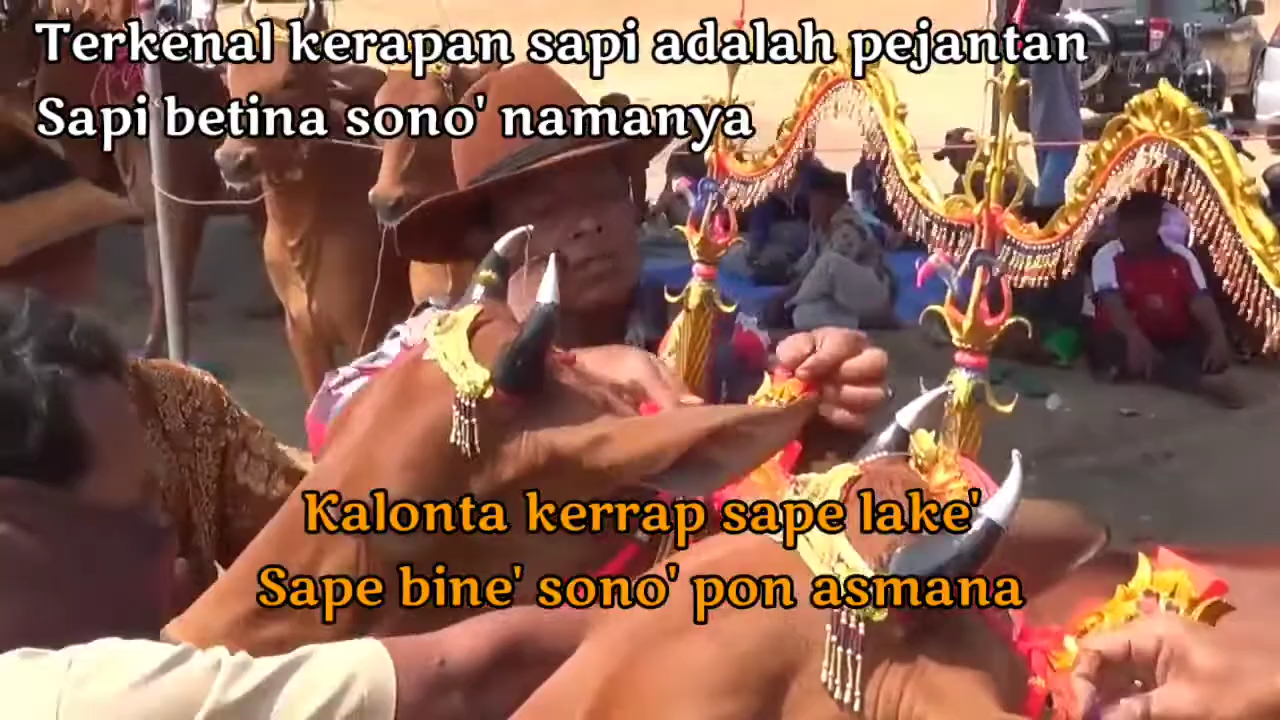 Terkenal kerapan sapi adalah pejantan
Sapi betina sono' namanya
Kalonta kerrap sape lake'
Sape bine' sono' pon asmana